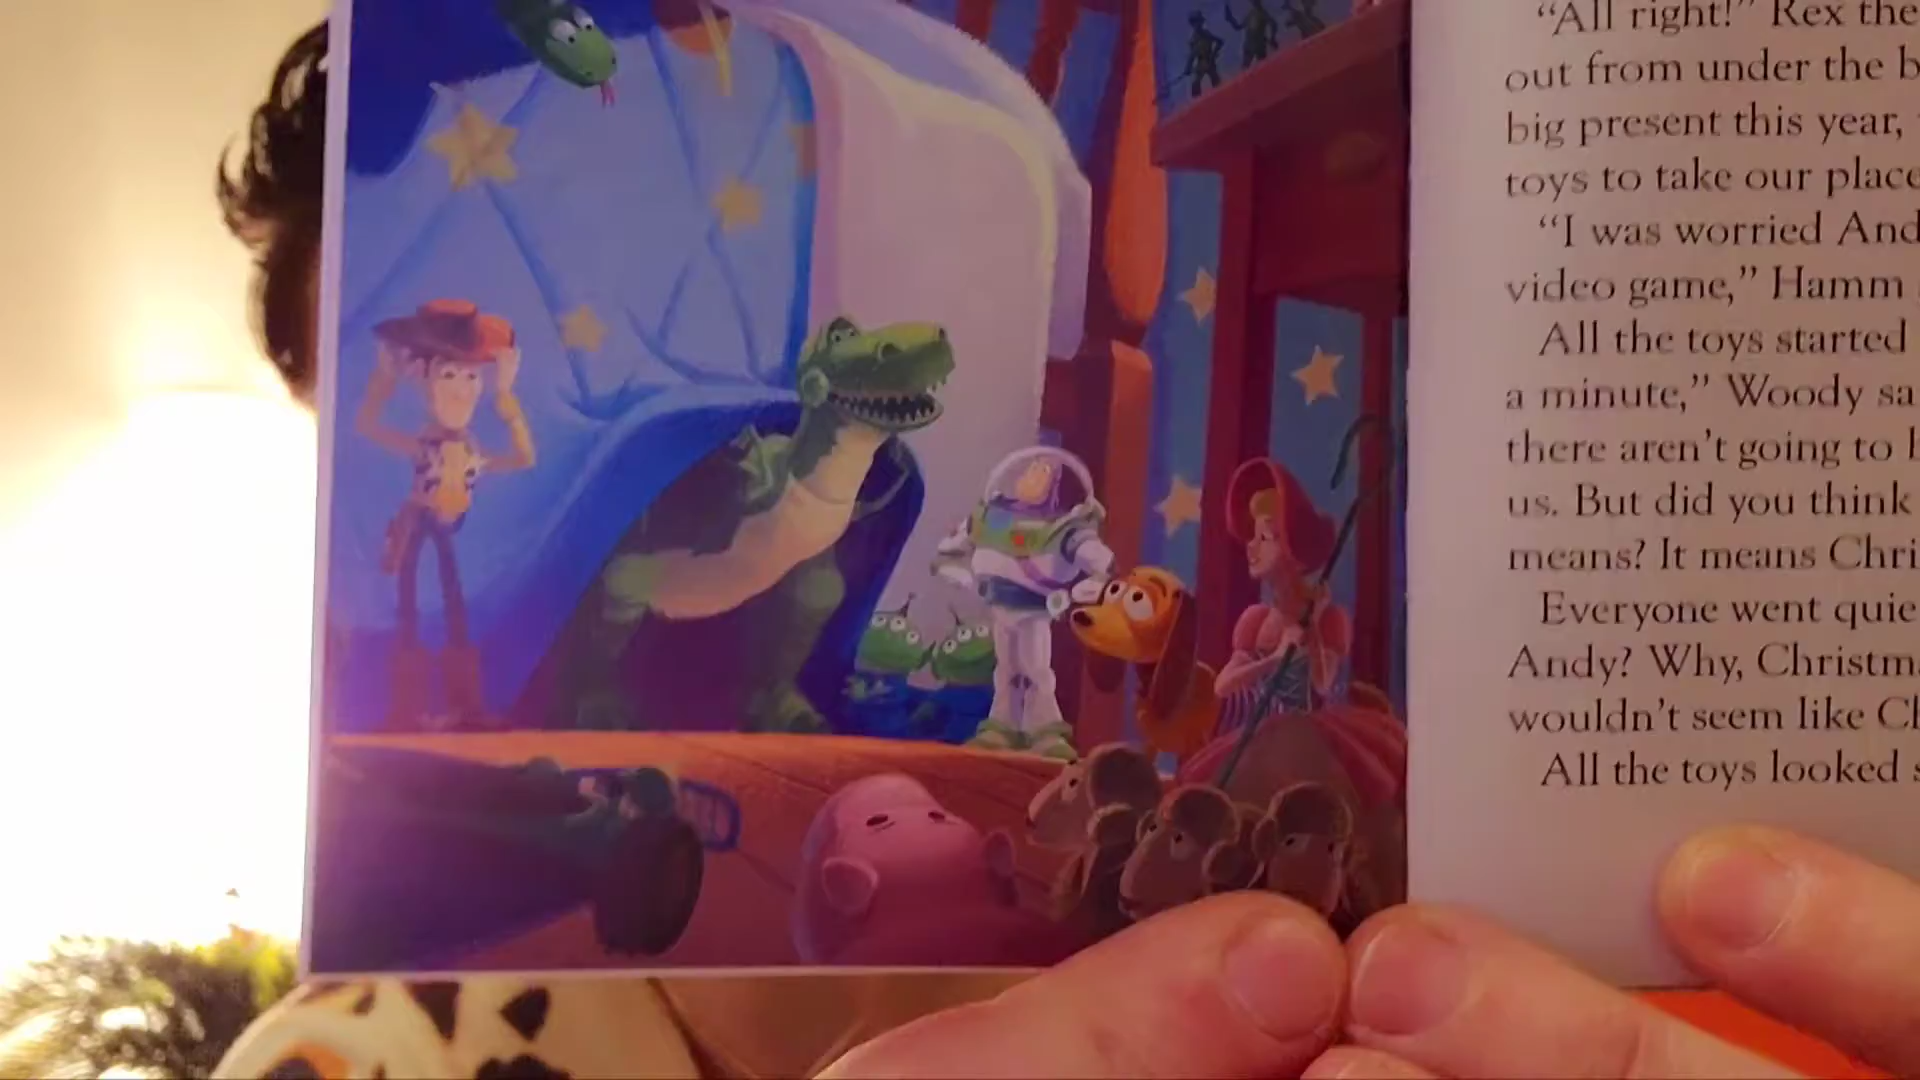 “All right!” Rex the
out from under the b
big present this year,
toys to take our place
“I was worried And
video game,” Hamm
All the toys started
a minute,” Woody sa
there aren’t going to
us. But did you think
means? It means Chri
Everyone went quie
Andy? Why, Christm
wouldn’t seem like Ch
All the toys looked s